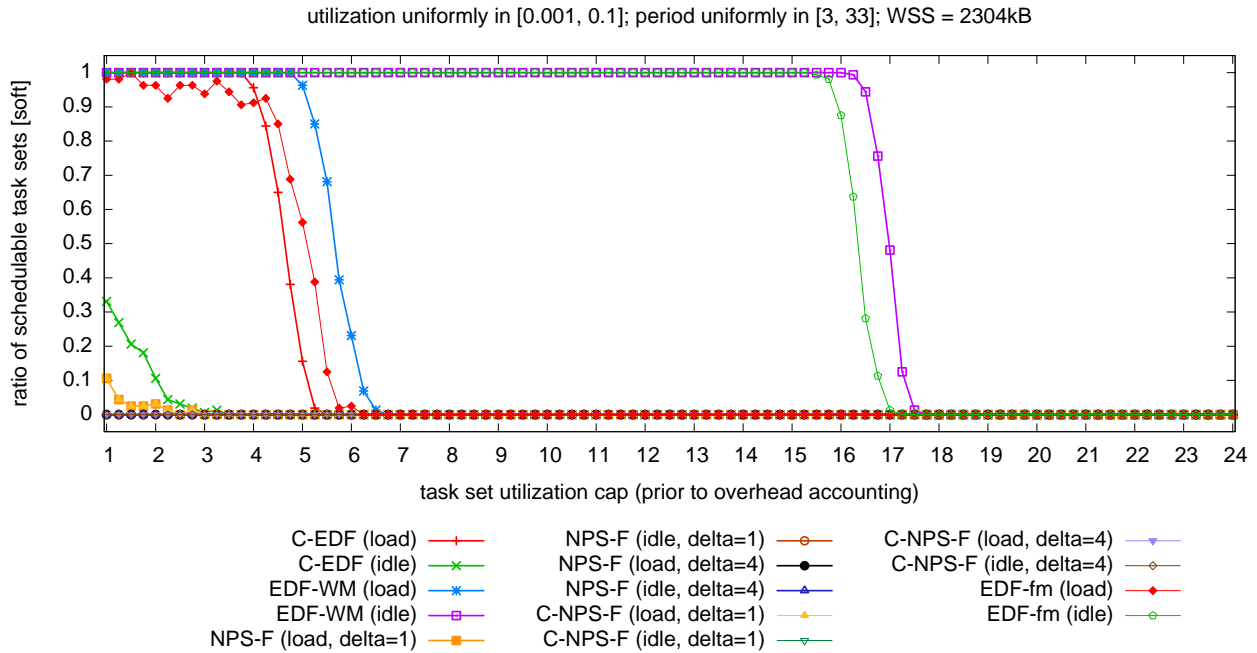 utilization uniformly in [0.001, 0.1]; period uniformly in [3, 33]; WSS = 2304kB
ratio of schedulable task sets [soft]
1
0.9
0.8
0.7
0.6
0.5
0.4
0.3
0.2
0.1
0
1 2 3 4 5 6 7 8 9 10 11 12 13 14 15 16 17 18 19 20 21 22 23 24
task set utilization cap (prior to overhead accounting)
C-EDF (load)
C-EDF (idle)
EDF-WM (load)
EDF-WM (idle)
NPS-F (load, delta=1)
NPS-F (idle, delta=1)
NPS-F (load, delta=4)
NPS-F (idle, delta=4)
C-NPS-F (load, delta=1)
C-NPS-F (idle, delta=1)
C-NPS-F (load, delta=4)
C-NPS-F (idle, delta=4)
EDF-fm (load)
EDF-fm (idle)